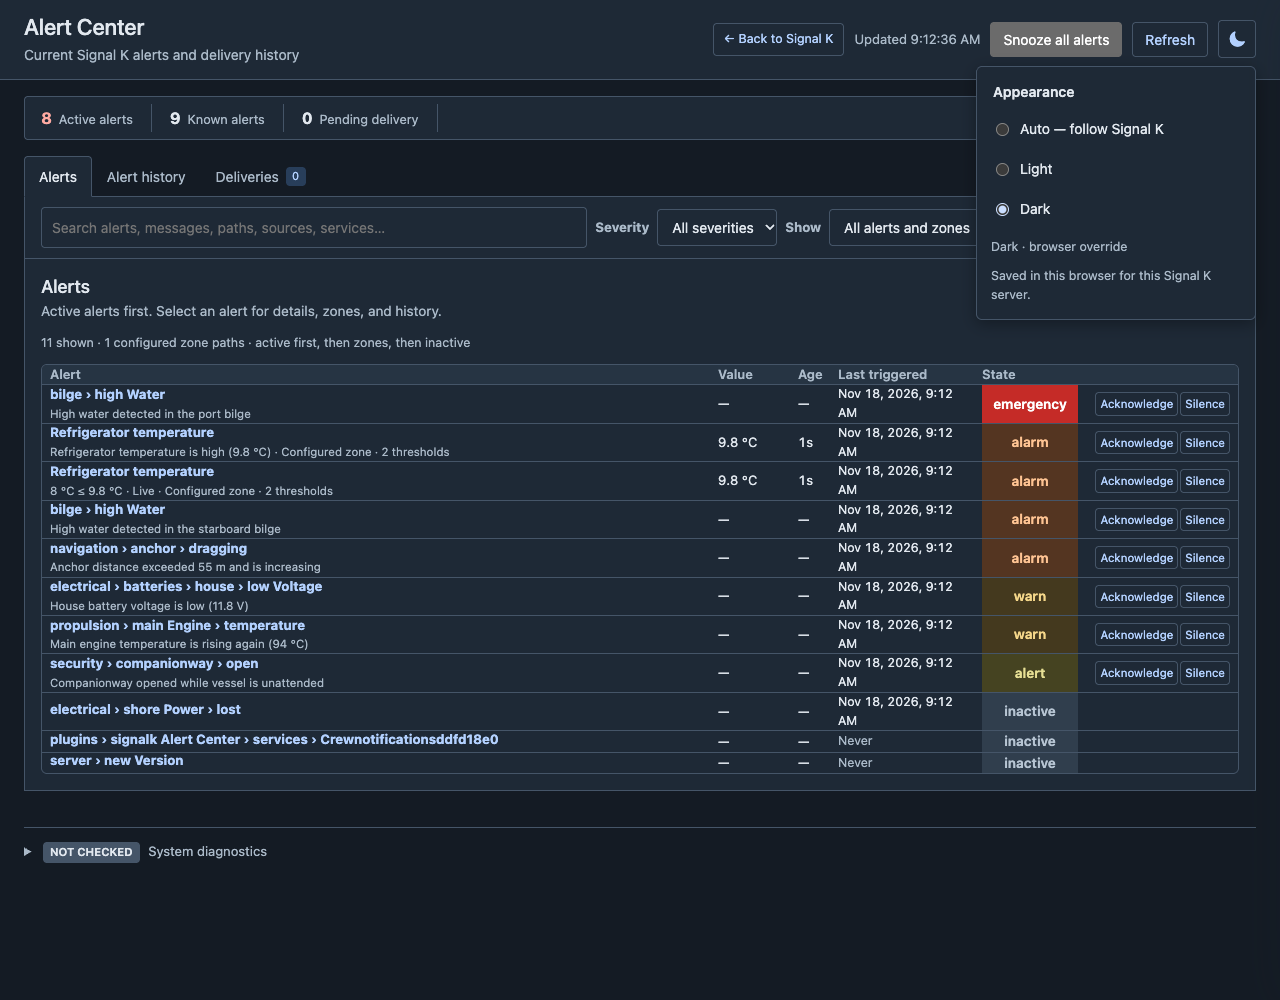 Alert Center
Current Signal K alerts and delivery history
← Back to Signal K
Updated 9:12:36 AM
Snooze all alerts
Refresh
Appearance
Auto — follow Signal K
Light
Dark
Dark · browser override
Saved in this browser for this Signal K
server.
8 Active alerts
9 Known alerts
0 Pending delivery
Alerts
Alert history
Deliveries 0
Search alerts, messages, paths, sources, services...
Severity
All severities
Show
All alerts and zones
Alerts
Active alerts first. Select an alert for details, zones, and history.
11 shown · 1 configured zone paths · active first, then zones, then inactive
Alert Value Age Last triggered State
bilge › high Water
High water detected in the port bilge
— — Nov 18, 2026, 9:12
AM
emergency Acknowledge Silence
Refrigerator temperature
Refrigerator temperature is high (9.8 °C) · Configured zone · 2 thresholds
9.8 °C 1s Nov 18, 2026, 9:12
AM
alarm Acknowledge Silence
Refrigerator temperature
8 °C ≤ 9.8 °C · Live · Configured zone · 2 thresholds
9.8 °C 1s Nov 18, 2026, 9:12
AM
alarm Acknowledge Silence
bilge › high Water
High water detected in the starboard bilge
— — Nov 18, 2026, 9:12
AM
alarm Acknowledge Silence
navigation › anchor › dragging
Anchor distance exceeded 55 m and is increasing
— — Nov 18, 2026, 9:12
AM
alarm Acknowledge Silence
electrical › batteries › house › low Voltage
House battery voltage is low (11.8 V)
— — Nov 18, 2026, 9:12
AM
warn Acknowledge Silence
propulsion › main Engine › temperature
Main engine temperature is rising again (94 °C)
— — Nov 18, 2026, 9:12
AM
warn Acknowledge Silence
security › companionway › open
Companionway opened while vessel is unattended
— — Nov 18, 2026, 9:12
AM
alert Acknowledge Silence
electrical › shore Power › lost
— — Nov 18, 2026, 9:12
AM
inactive
plugins › signalk Alert Center › services › Crewnotificationsddfd18e0 — — Never inactive
server › new Version — — Never inactive
NOT CHECKED System diagnostics